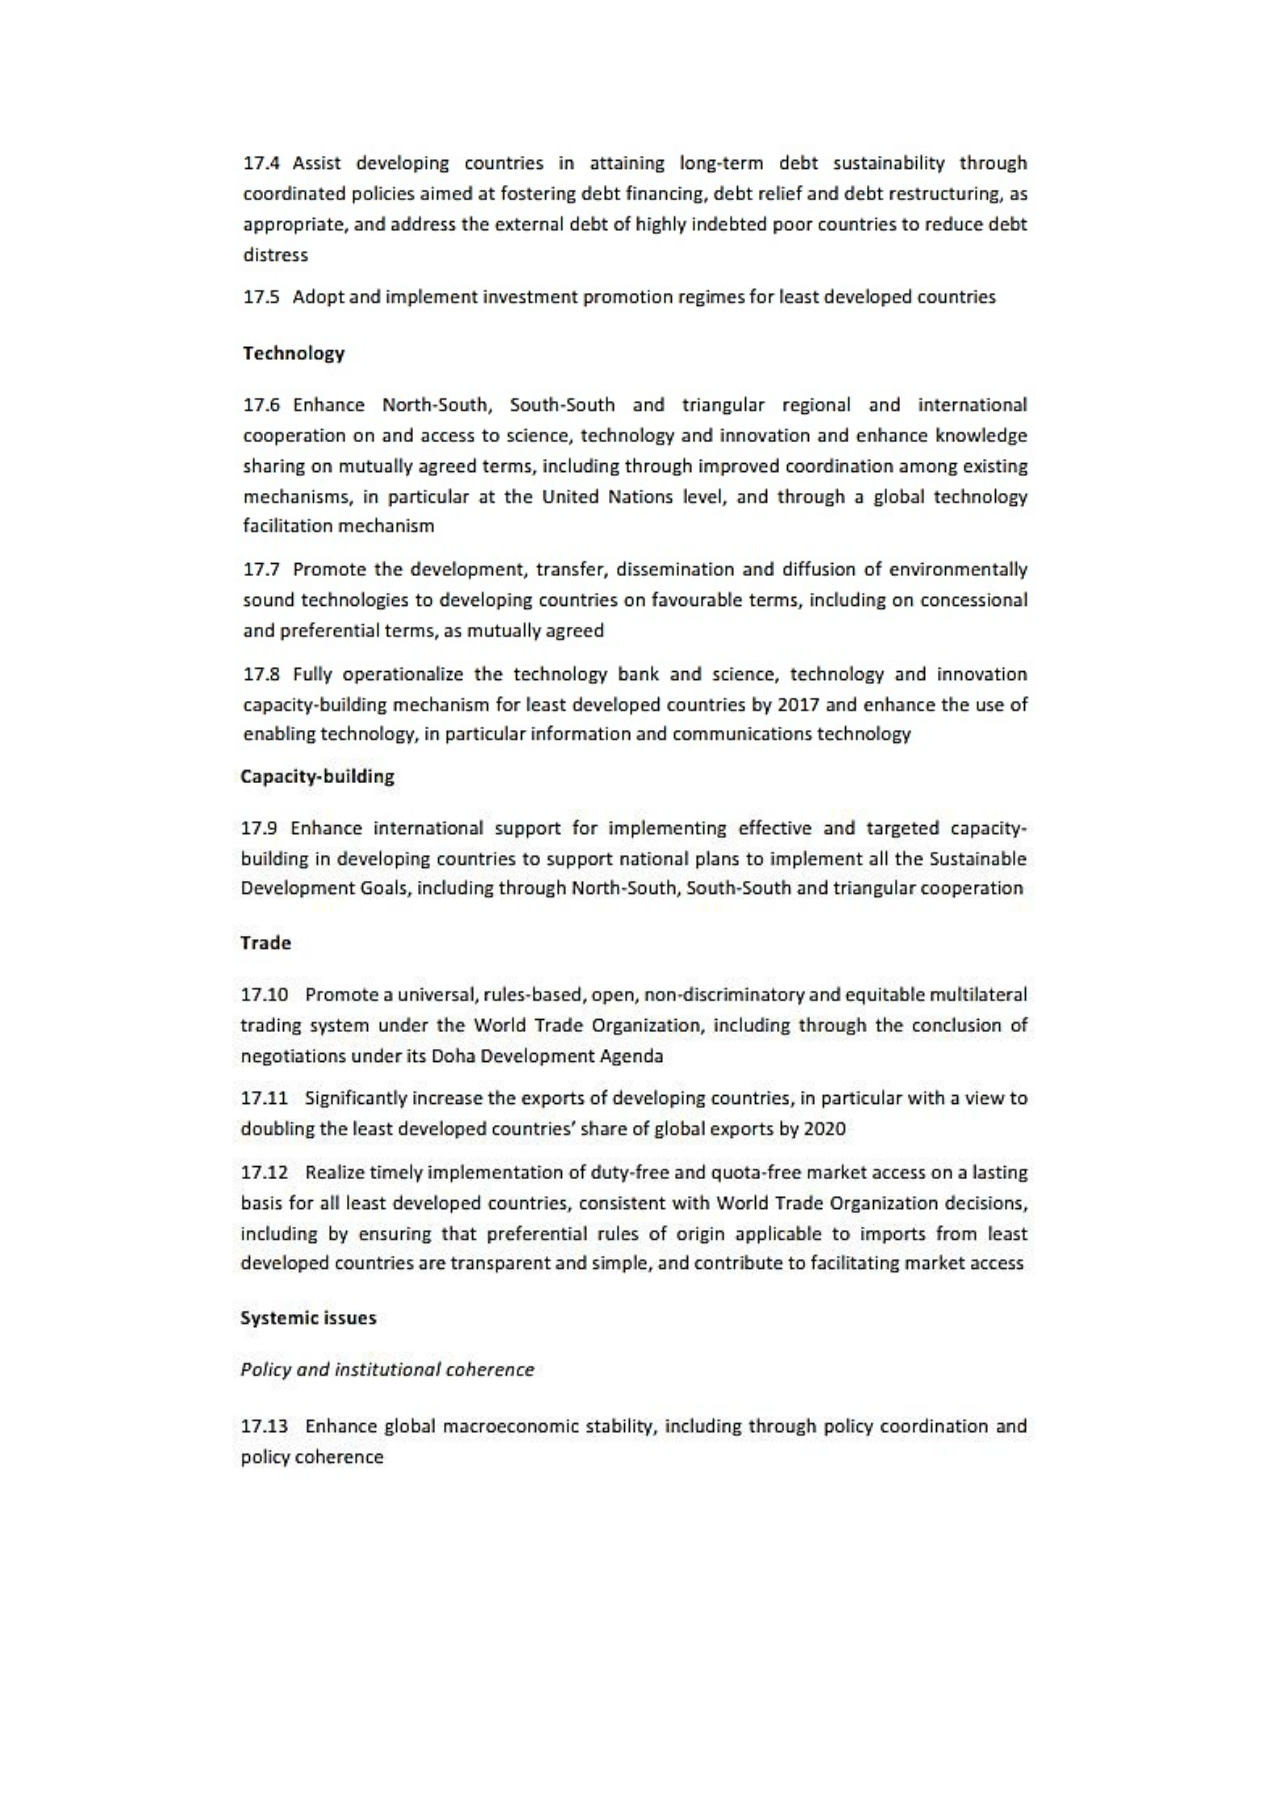 17.4 Assist developing countries in attaining long-term debt sustainability through
coordinated policies aimed at fostering debt financing, debt relief and debt restructuring, as
appropriate, and address the external debt of highly indebted poor countries to reduce debt
distress
17.5 Adopt and implement investment promotion regimes for least developed countries
Technology
17.6 Enhance North-South, South-South and triangular regional and international
cooperation on and access to science, technology and innovation and enhance knowledge
sharing on mutually agreed terms, including through improved coordination among existing
mechanisms, in particular at the United Nations level, and through a global technology
facilitation mechanism
17.7 Promote the development, transfer, dissemination and diffusion of environmentally
sound technologies to developing countries on favourable terms, including on concessional
and preferential terms, as mutually agreed
17.8 Fully operationalize the technology bank and science, technology and innovation
capacity-building mechanism for least developed countries by 2017 and enhance the use of
enabling technology, in particular information and communications technology
Capacity-building
17.9 Enhance international support for implementing effective and targeted capacity-
building in developing countries to support national plans to implement all the Sustainable
Development Goals, including through North-South, South-South and triangular cooperation
Trade
17.10 Promote a universal, rules-based, open, non-discriminatory and equitable multilateral
trading system under the World Trade Organization, including through the conclusion of
negotiations under its Doha Development Agenda
17.11 Significantly increase the exports of developing countries, in particular with a view to
doubling the least developed countries' share of global exports by 2020
17.12 Realize timely implementation of duty-free and quota-free market access on a lasting
basis for all least developed countries, consistent with World Trade Organization decisions,
including by ensuring that preferential rules of origin applicable to imports from least
developed countries are transparent and simple, and contribute to facilitating market access
Systemic issues
Policy and institutional coherence
17.13 Enhance global macroeconomic stability, including through policy coordination and
policy coherence